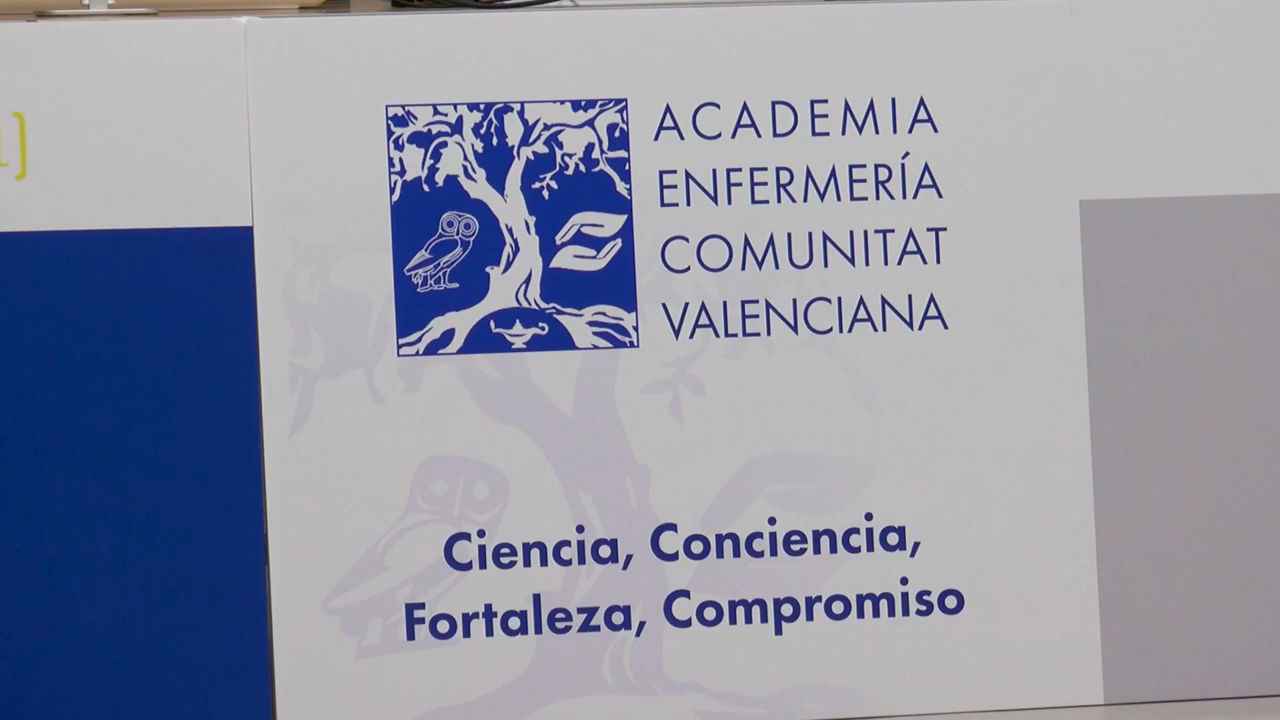 ACADEMIA
ENFERMERÍA
COMUNITAT
VALENCIANA
Ciencia, Conciencia,
Fortaleza, Compromiso